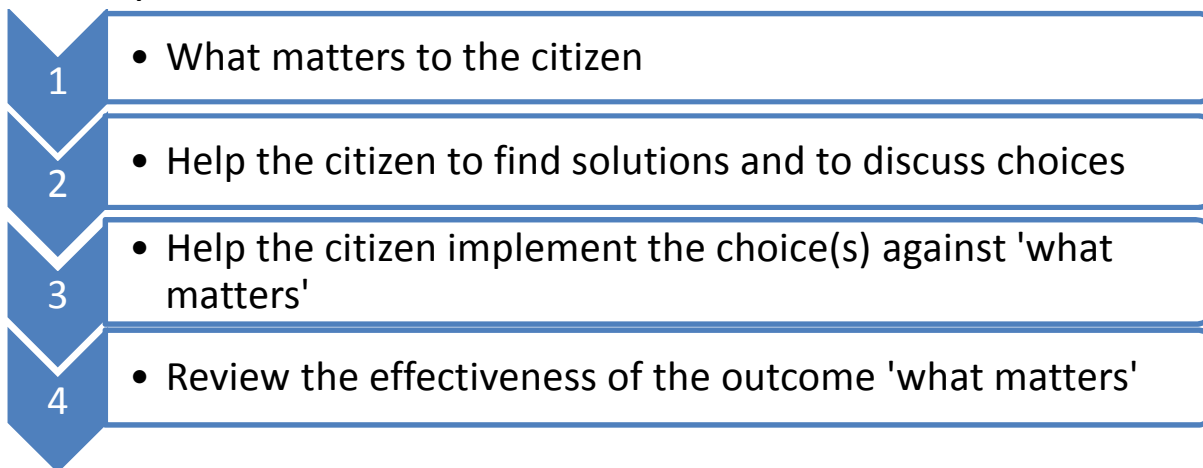 1
• What matters to the citizen
2
• Help the citizen to find solutions and to discuss choices
3
• Help the citizen implement the choice(s) against 'what
matters'
4
• Review the effectiveness of the outcome 'what matters'